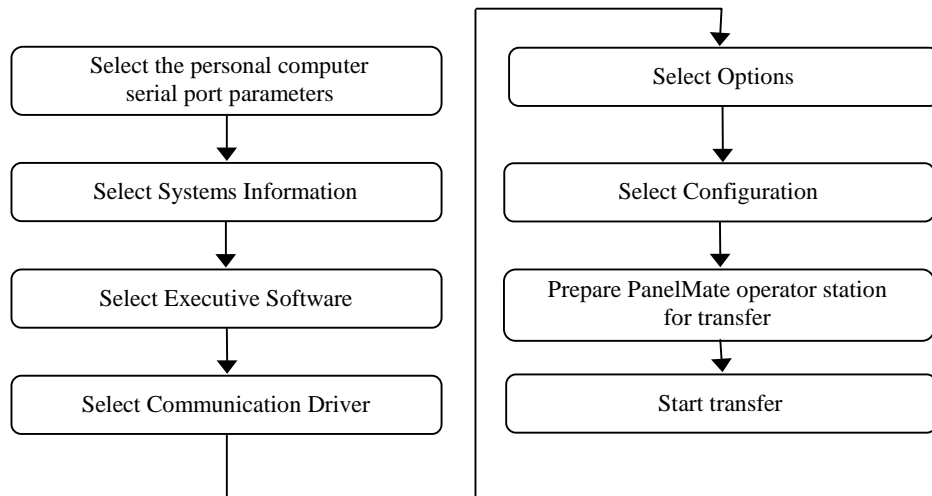 Select the personal computer
serial port parameters
Select Systems Information
Select Executive Software
Select Communication Driver
Select Options
Select Configuration
Prepare PanelMate operator station
for transfer
Start transfer